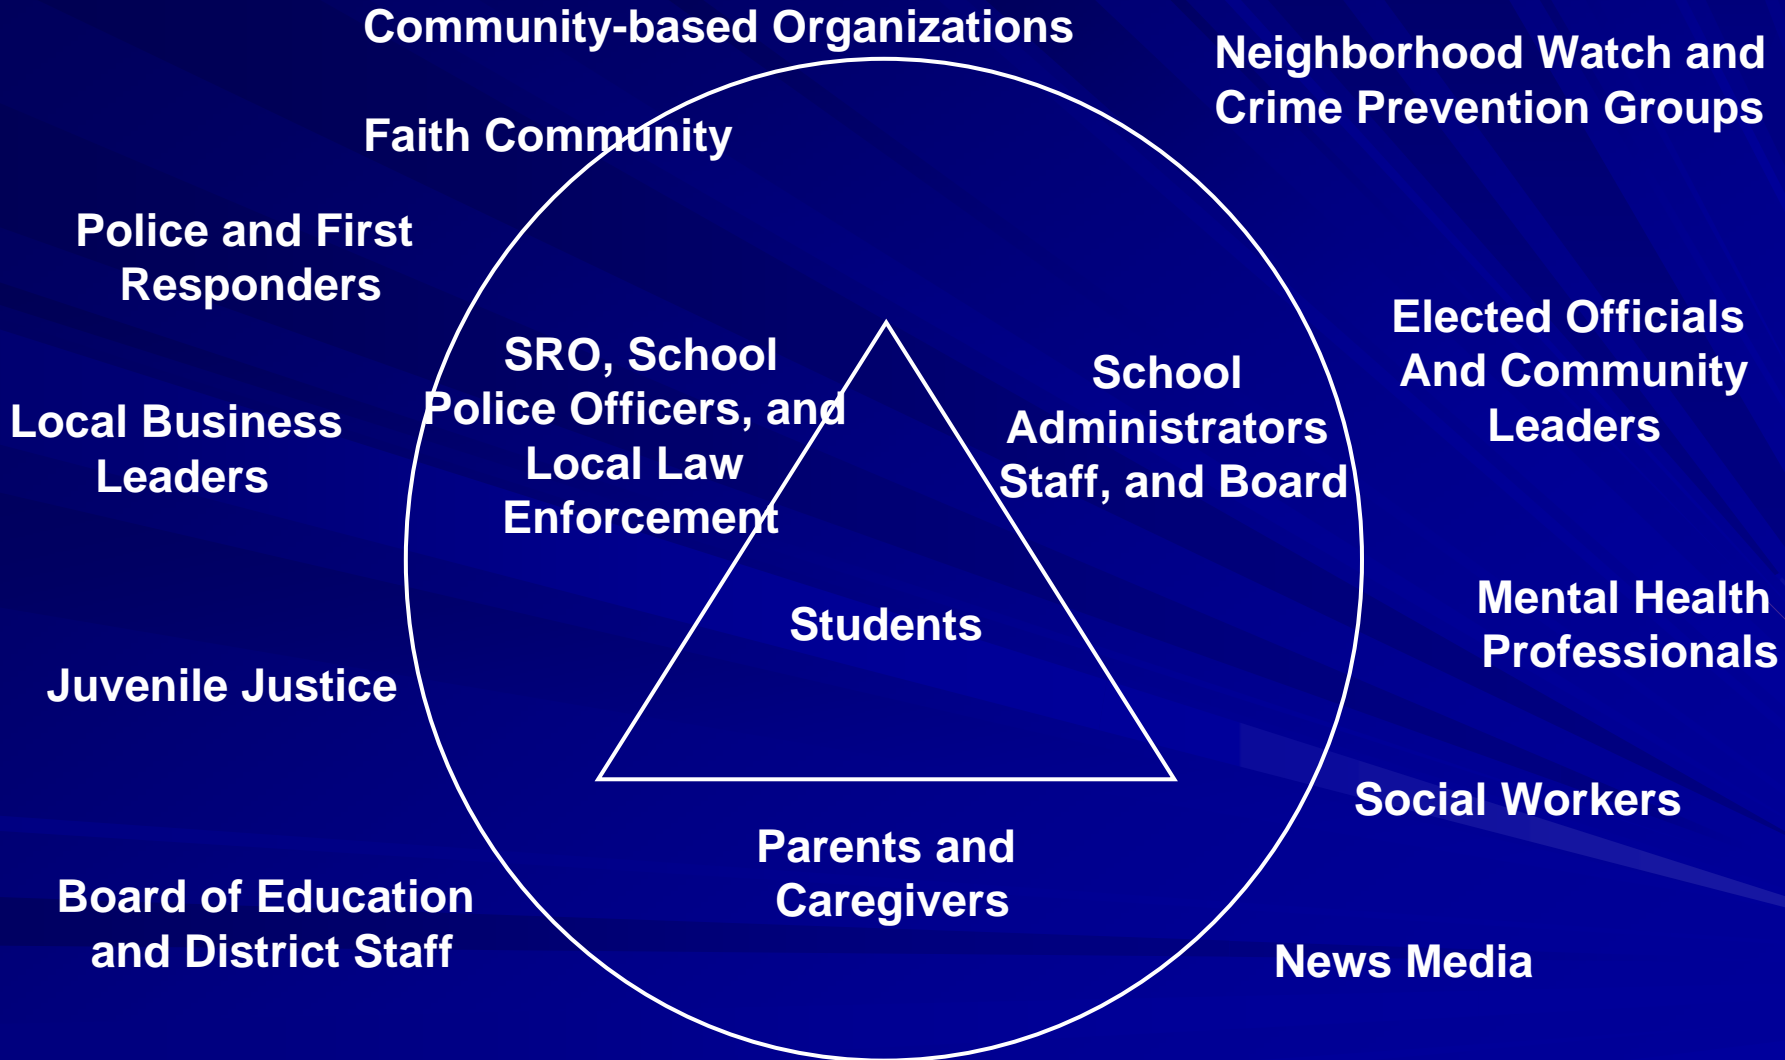 Community-based Organizations
Neighborhood Watch and
Crime Prevention Groups
Faith Community
Police and First
Responders
Elected Officials
And Community
Leaders
SRO, School
Police Officers, and
Local Law
Enforcement
School
Administrators
Staff, and Board
Local Business
Leaders
Students
Mental Health
Professionals
Juvenile Justice
Social Workers
Parents and
Caregivers
Board of Education
and District Staff
News Media